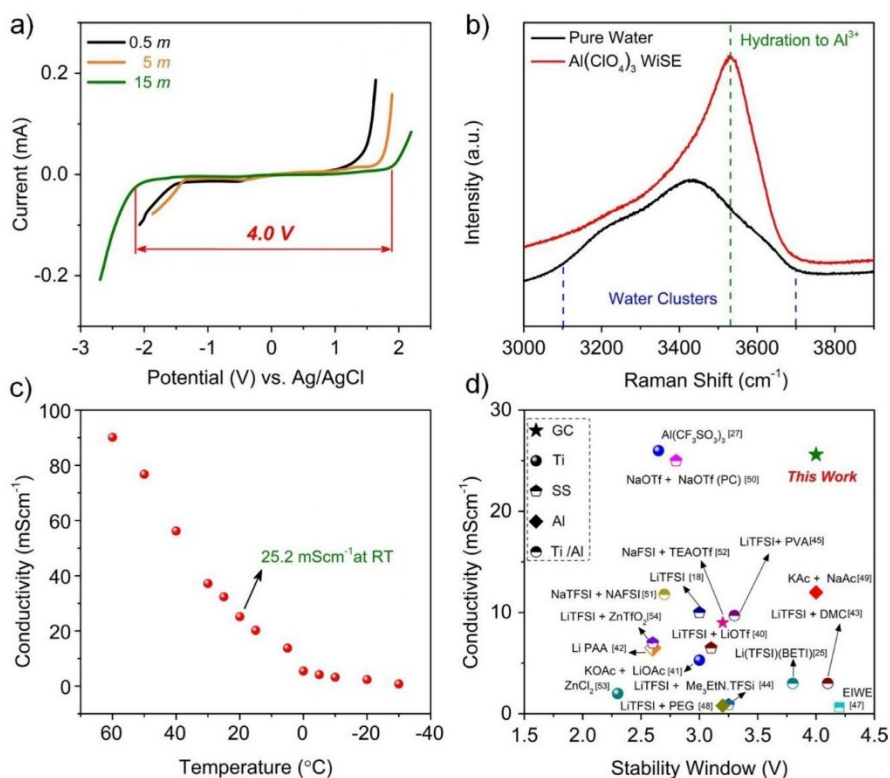 a)
0.5 m
5 m
15 m
0.2
0.0
-0.2
Current (mA)
4.0 V
-3 -2 -1 0 1 2
Potential (V) vs. Ag/AgCl
b)
Pure Water
Al(ClO₄)₃ WiSE
Hydration to Al³⁺
Intensity (a.u.)
Water Clusters
3000 3200 3400 3600 3800
Raman Shift (cm⁻¹)
c)
100
80
60
40
20
0
Conductivity (mScm⁻¹)
25.2 mScm⁻¹at RT
60 40 20 0 -20 -40
Temperature (°C)
d)
30
20
10
0
Conductivity (mScm⁻¹)
GC
Ti
SS
Al
Ti /Al
Al(CF₃SO₃)₃ [27]
NaOTf + NaOTf (PC) [50]
This Work
NaFSI + TEAOTf [52]
LiTFSI+ PVA[45]
LiTFSI [18]
KAc + NaAc[49]
NaTFSI + NAFSI [51]
LiTFSI + DMC[43]
LiTFSI + ZnTfO₂[54]
LiTFSI + LiOTf [40]
Li PAA [42]
Li(TFSI)(BETI)[25]
KOAc + LiOAc[41]
ZnCl₂[53]
LiTFSI + Me₃EtN.TFSi [44]
EIWE
[47]
LiTFSI + PEG [48]
2.0 2.5 3.0 3.5 4.0 4.5
Stability Window (V)